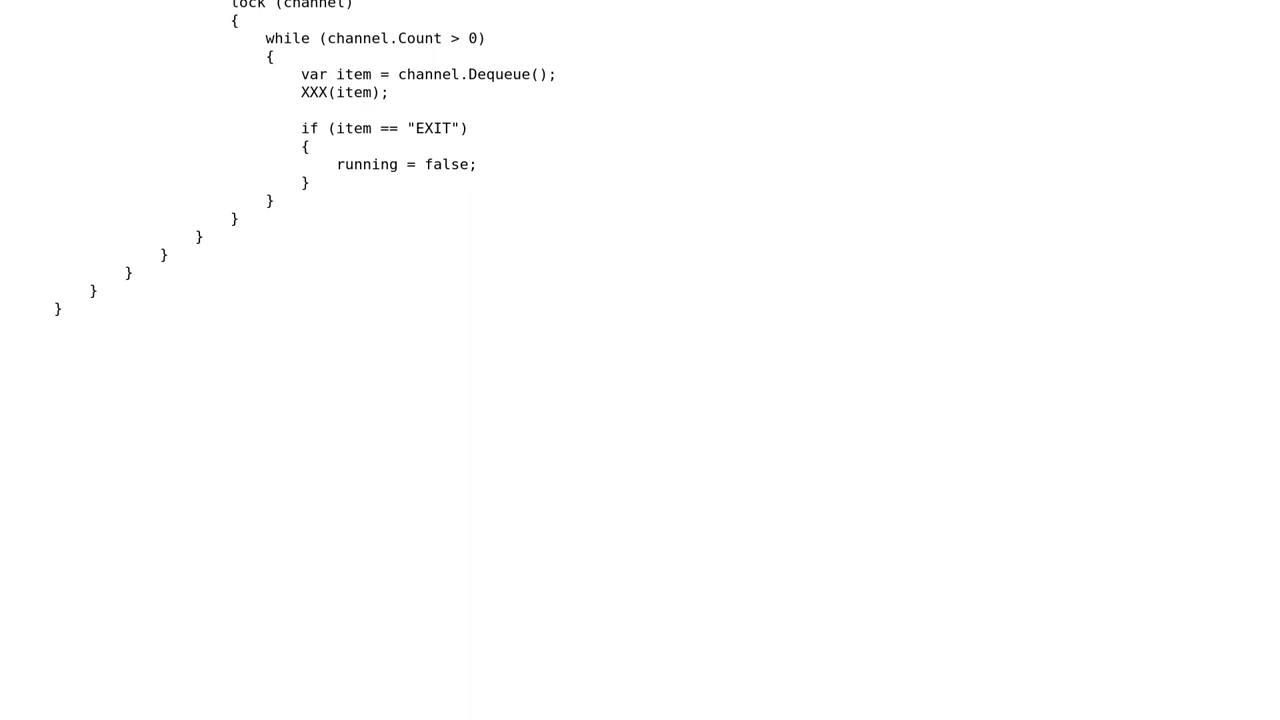 lock (channel)
{
while (channel.Count > 0)
{
var item = channel.Dequeue();
XXX(item);
if (item == "EXIT")
{
running = false;
}
}
}
}
}
}
}
}